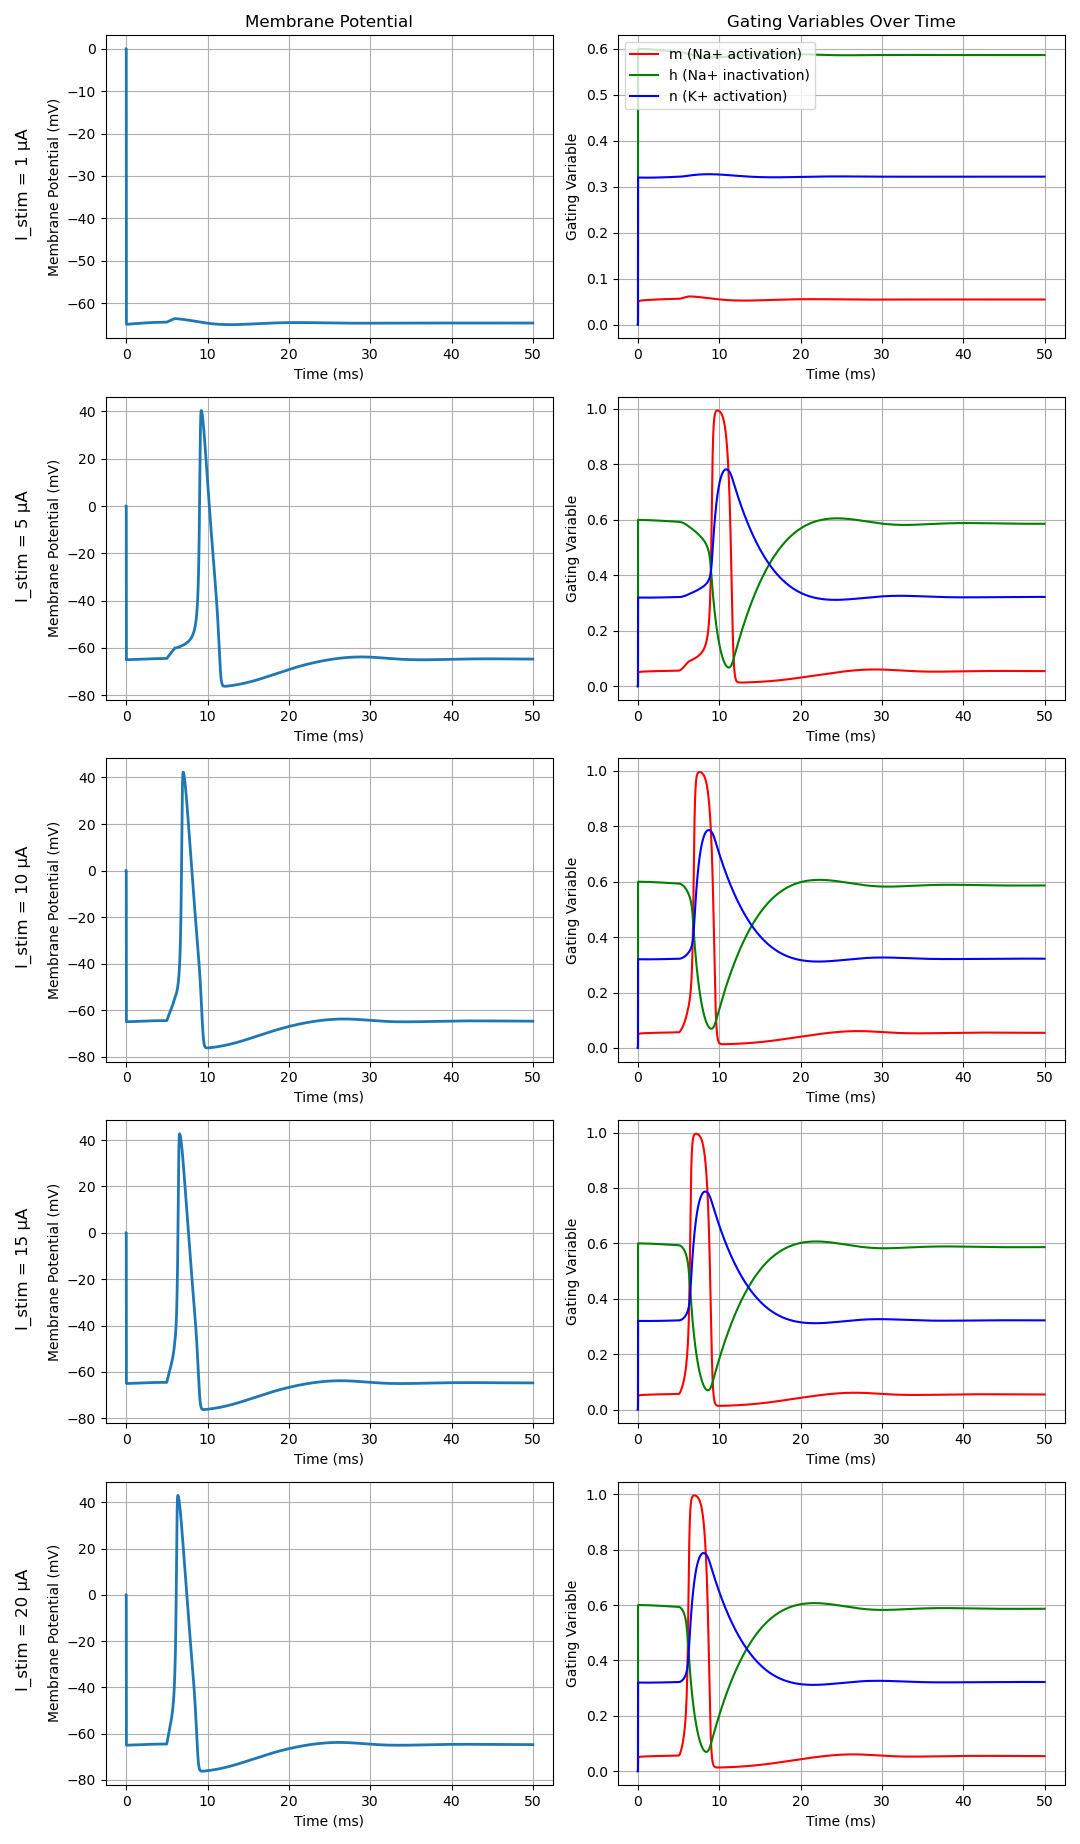 Membrane Potential
Gating Variables Over Time
I_stim = 1 µA
Membrane Potential (mV)
0
−10
−20
−30
−40
−50
−60
0 10 20 30 40 50
Time (ms)
Gating Variable
0.6
0.5
0.4
0.3
0.2
0.1
0.0
m (Na+ activation)
h (Na+ inactivation)
n (K+ activation)
0 10 20 30 40 50
Time (ms)
I_stim = 5 µA
Membrane Potential (mV)
40
20
0
−20
−40
−60
−80
0 10 20 30 40 50
Time (ms)
Gating Variable
1.0
0.8
0.6
0.4
0.2
0.0
0 10 20 30 40 50
Time (ms)
I_stim = 10 µA
Membrane Potential (mV)
40
20
0
−20
−40
−60
−80
0 10 20 30 40 50
Time (ms)
Gating Variable
1.0
0.8
0.6
0.4
0.2
0.0
0 10 20 30 40 50
Time (ms)
I_stim = 15 µA
Membrane Potential (mV)
40
20
0
−20
−40
−60
−80
0 10 20 30 40 50
Time (ms)
Gating Variable
1.0
0.8
0.6
0.4
0.2
0.0
0 10 20 30 40 50
Time (ms)
I_stim = 20 µA
Membrane Potential (mV)
40
20
0
−20
−40
−60
−80
0 10 20 30 40 50
Time (ms)
Gating Variable
1.0
0.8
0.6
0.4
0.2
0.0
0 10 20 30 40 50
Time (ms)